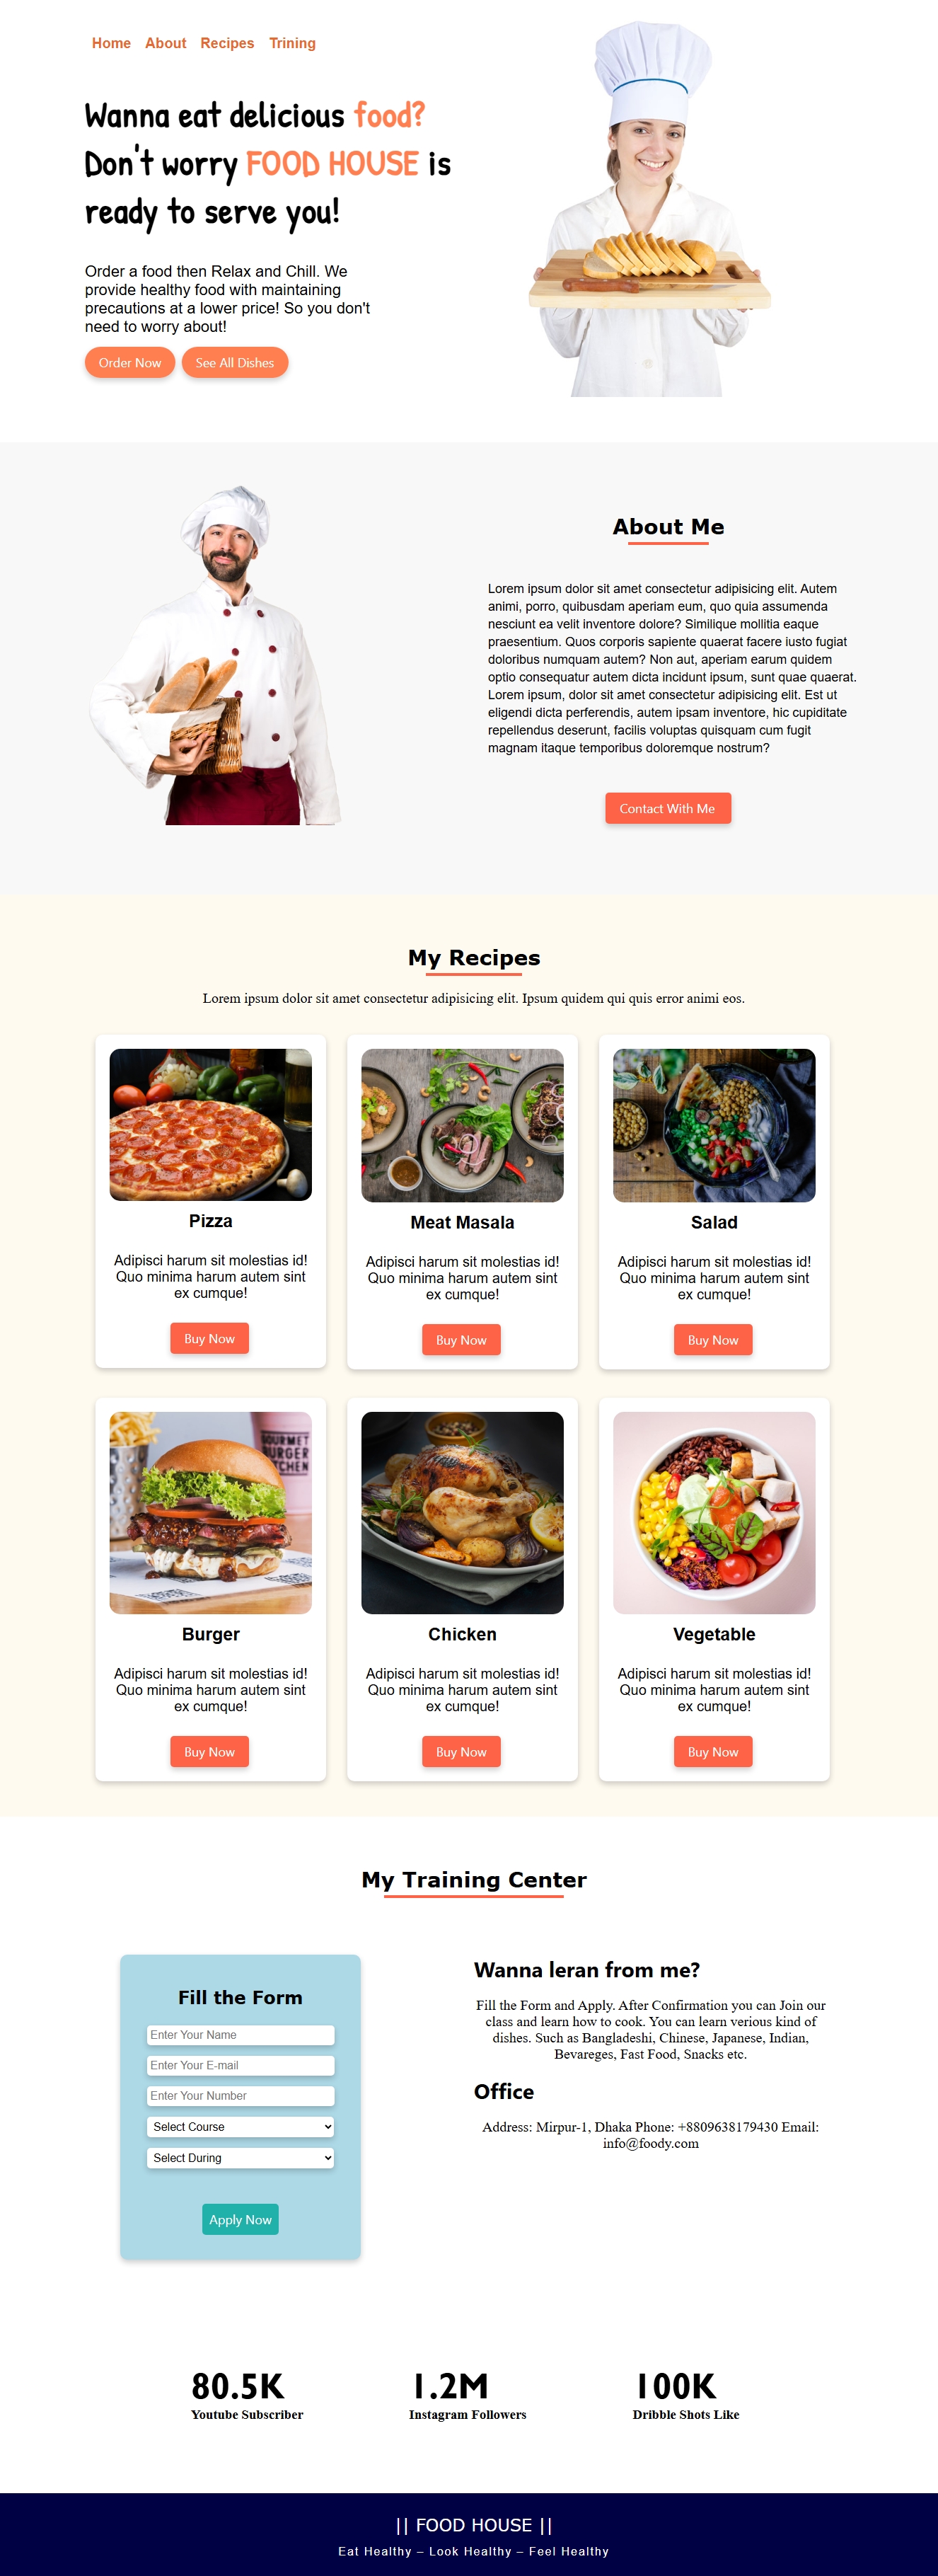 Home About Recipes Trining
Wanna eat delicious food?
Don't worry FOOD HOUSE is
ready to serve you!
Order a food then Relax and Chill. We
provide healthy food with maintaining
precautions at a lower price! So you don't
need to worry about!
Order Now See All Dishes
About Me
Lorem ipsum dolor sit amet consectetur adipisicing elit. Autem
animi, porro, quibusdam aperiam eum, quo quia assumenda
nesciunt ea velit inventore dolore? Similique mollitia eaque
praesentium. Quos corporis sapiente quaerat facere iusto fugiat
doloribus numquam autem? Non aut, aperiam earum quidem
optio consequatur autem dicta incidunt ipsum, sunt quae quaerat.
Lorem ipsum, dolor sit amet consectetur adipisicing elit. Est ut
eligendi dicta perferendis, autem ipsam inventore, hic cupiditate
repellendus deserunt, facilis voluptas quisquam cum fugit
magnam itaque temporibus doloremque nostrum?
Contact With Me
My Recipes
Lorem ipsum dolor sit amet consectetur adipisicing elit. Ipsum quidem qui quis error animi eos.
Pizza
Adipisci harum sit molestias id!
Quo minima harum autem sint
ex cumque!
Buy Now
Meat Masala
Adipisci harum sit molestias id!
Quo minima harum autem sint
ex cumque!
Buy Now
Salad
Adipisci harum sit molestias id!
Quo minima harum autem sint
ex cumque!
Buy Now
GOURMET
BURGER
KITCHEN
Burger
Adipisci harum sit molestias id!
Quo minima harum autem sint
ex cumque!
Buy Now
Chicken
Adipisci harum sit molestias id!
Quo minima harum autem sint
ex cumque!
Buy Now
Vegetable
Adipisci harum sit molestias id!
Quo minima harum autem sint
ex cumque!
Buy Now
My Training Center
Fill the Form
Enter Your Name
Enter Your E-mail
Enter Your Number
Select Course
Select During
Apply Now
Wanna leran from me?
Fill the Form and Apply. After Confirmation you can Join our
class and learn how to cook. You can learn verious kind of
dishes. Such as Bangladeshi, Chinese, Japanese, Indian,
Bevareges, Fast Food, Snacks etc.
Office
Address: Mirpur-1, Dhaka Phone: +8809638179430 Email:
info@foody.com
80.5K
Youtube Subscriber
1.2M
Instagram Followers
100K
Dribble Shots Like
|| FOOD HOUSE ||
Eat Healthy – Look Healthy – Feel Healthy